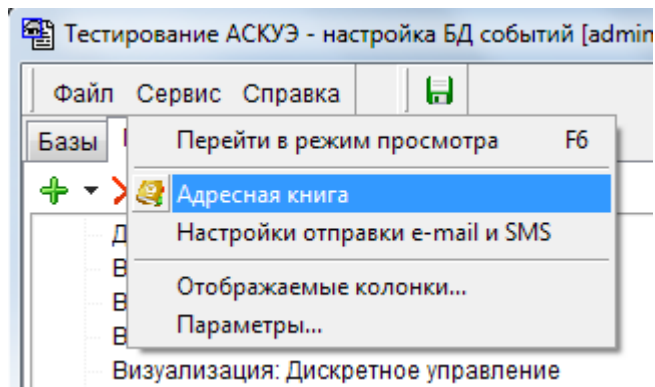 Тестирование АСКУЭ - настройка БД событий [admin
Файл Сервис Справка
Базы
Перейти в режим просмотра F6
Адресная книга
Настройки отправки e-mail и SMS
Отображаемые колонки...
Параметры...
Визуализация: Дискретное управление